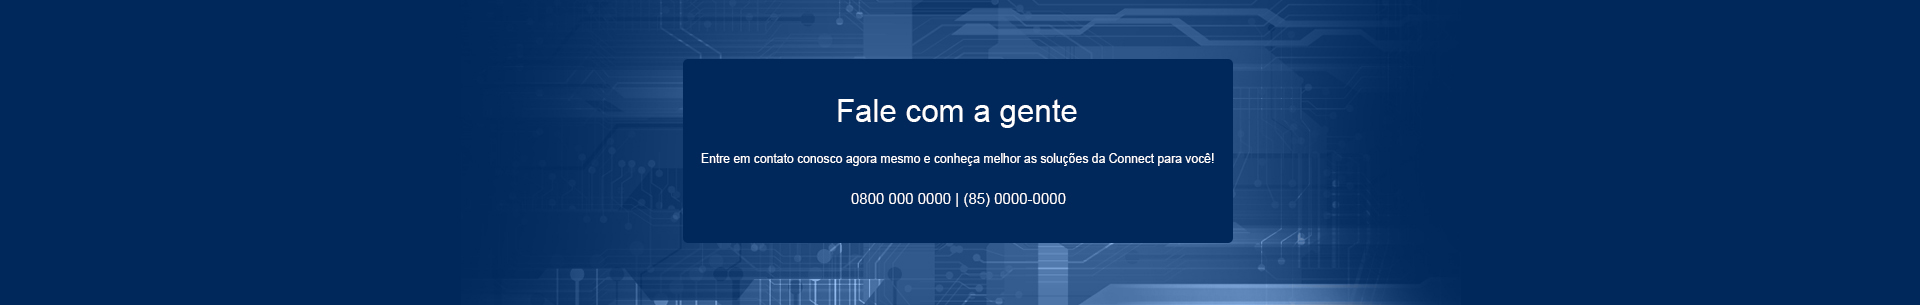 Fale com a gente
Entre em contato conosco agora mesmo e conheça melhor as soluções da Connect para você!
0800 000 0000 | (85) 0000-0000